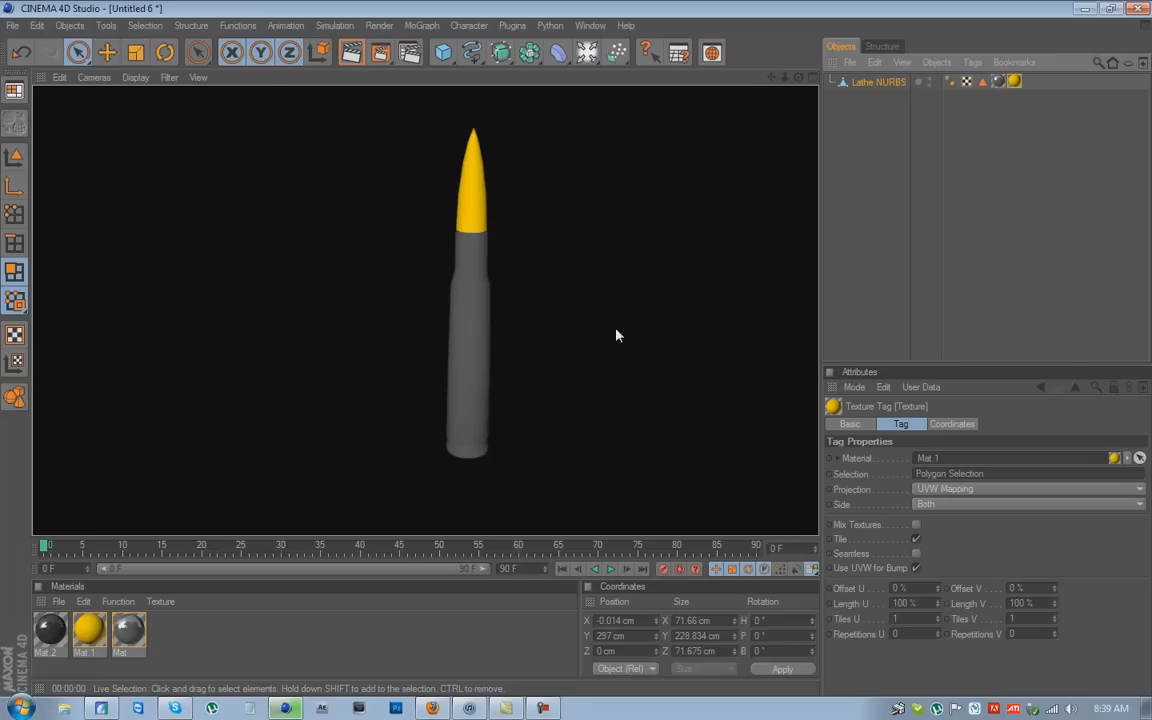 CINEMA 4D Studio - [Untitled 6 *]
File Edit Objects Tools Selection Structure Functions Animation Render Simulation MoGraph Character Plugins Python Window Help
Edit Cameras Display Filter View
Objects Structure
File Edit View Objects Tags Bookmarks
Lathe NURBS
Attributes
Mode Edit User Data
Texture Tag [Texture]
Basic Tag Coordinates
Tag Properties
Material Mat.1
Selection Polygon Selection
Projection UVW Mapping
Side Both
Mix Textures
Tile
Seamless
Use UVW for Bump
Offset U 0 % Offset V 0 %
Length U 100 % Length V 100 %
Tiles U 1 Tiles V 1
Repetitions U 0 Repetitions V 0
0 5 10 15 20 25 30 35 40 45 50 55 60 65 70 75 80 85 90 0 F
0 F 0 F 90 F 90 F
Materials
File Edit Function Texture
Mat.2 Mat.1 Mat
Coordinates
Position Size Rotation
X -0.014 cm X 71.66 cm H 0 °
Y 297 cm Y 228.834 cm P 0 °
Z 0 cm Z 71.675 cm B 0 °
Object (Rel) Size Apply
MAXON CINEMA 4D
00:00:00 Live Selection: Click and drag to select elements. Hold down SHIFT to add to the selection, CTRL to remove.
Ae Ps ATI
8:39 AM